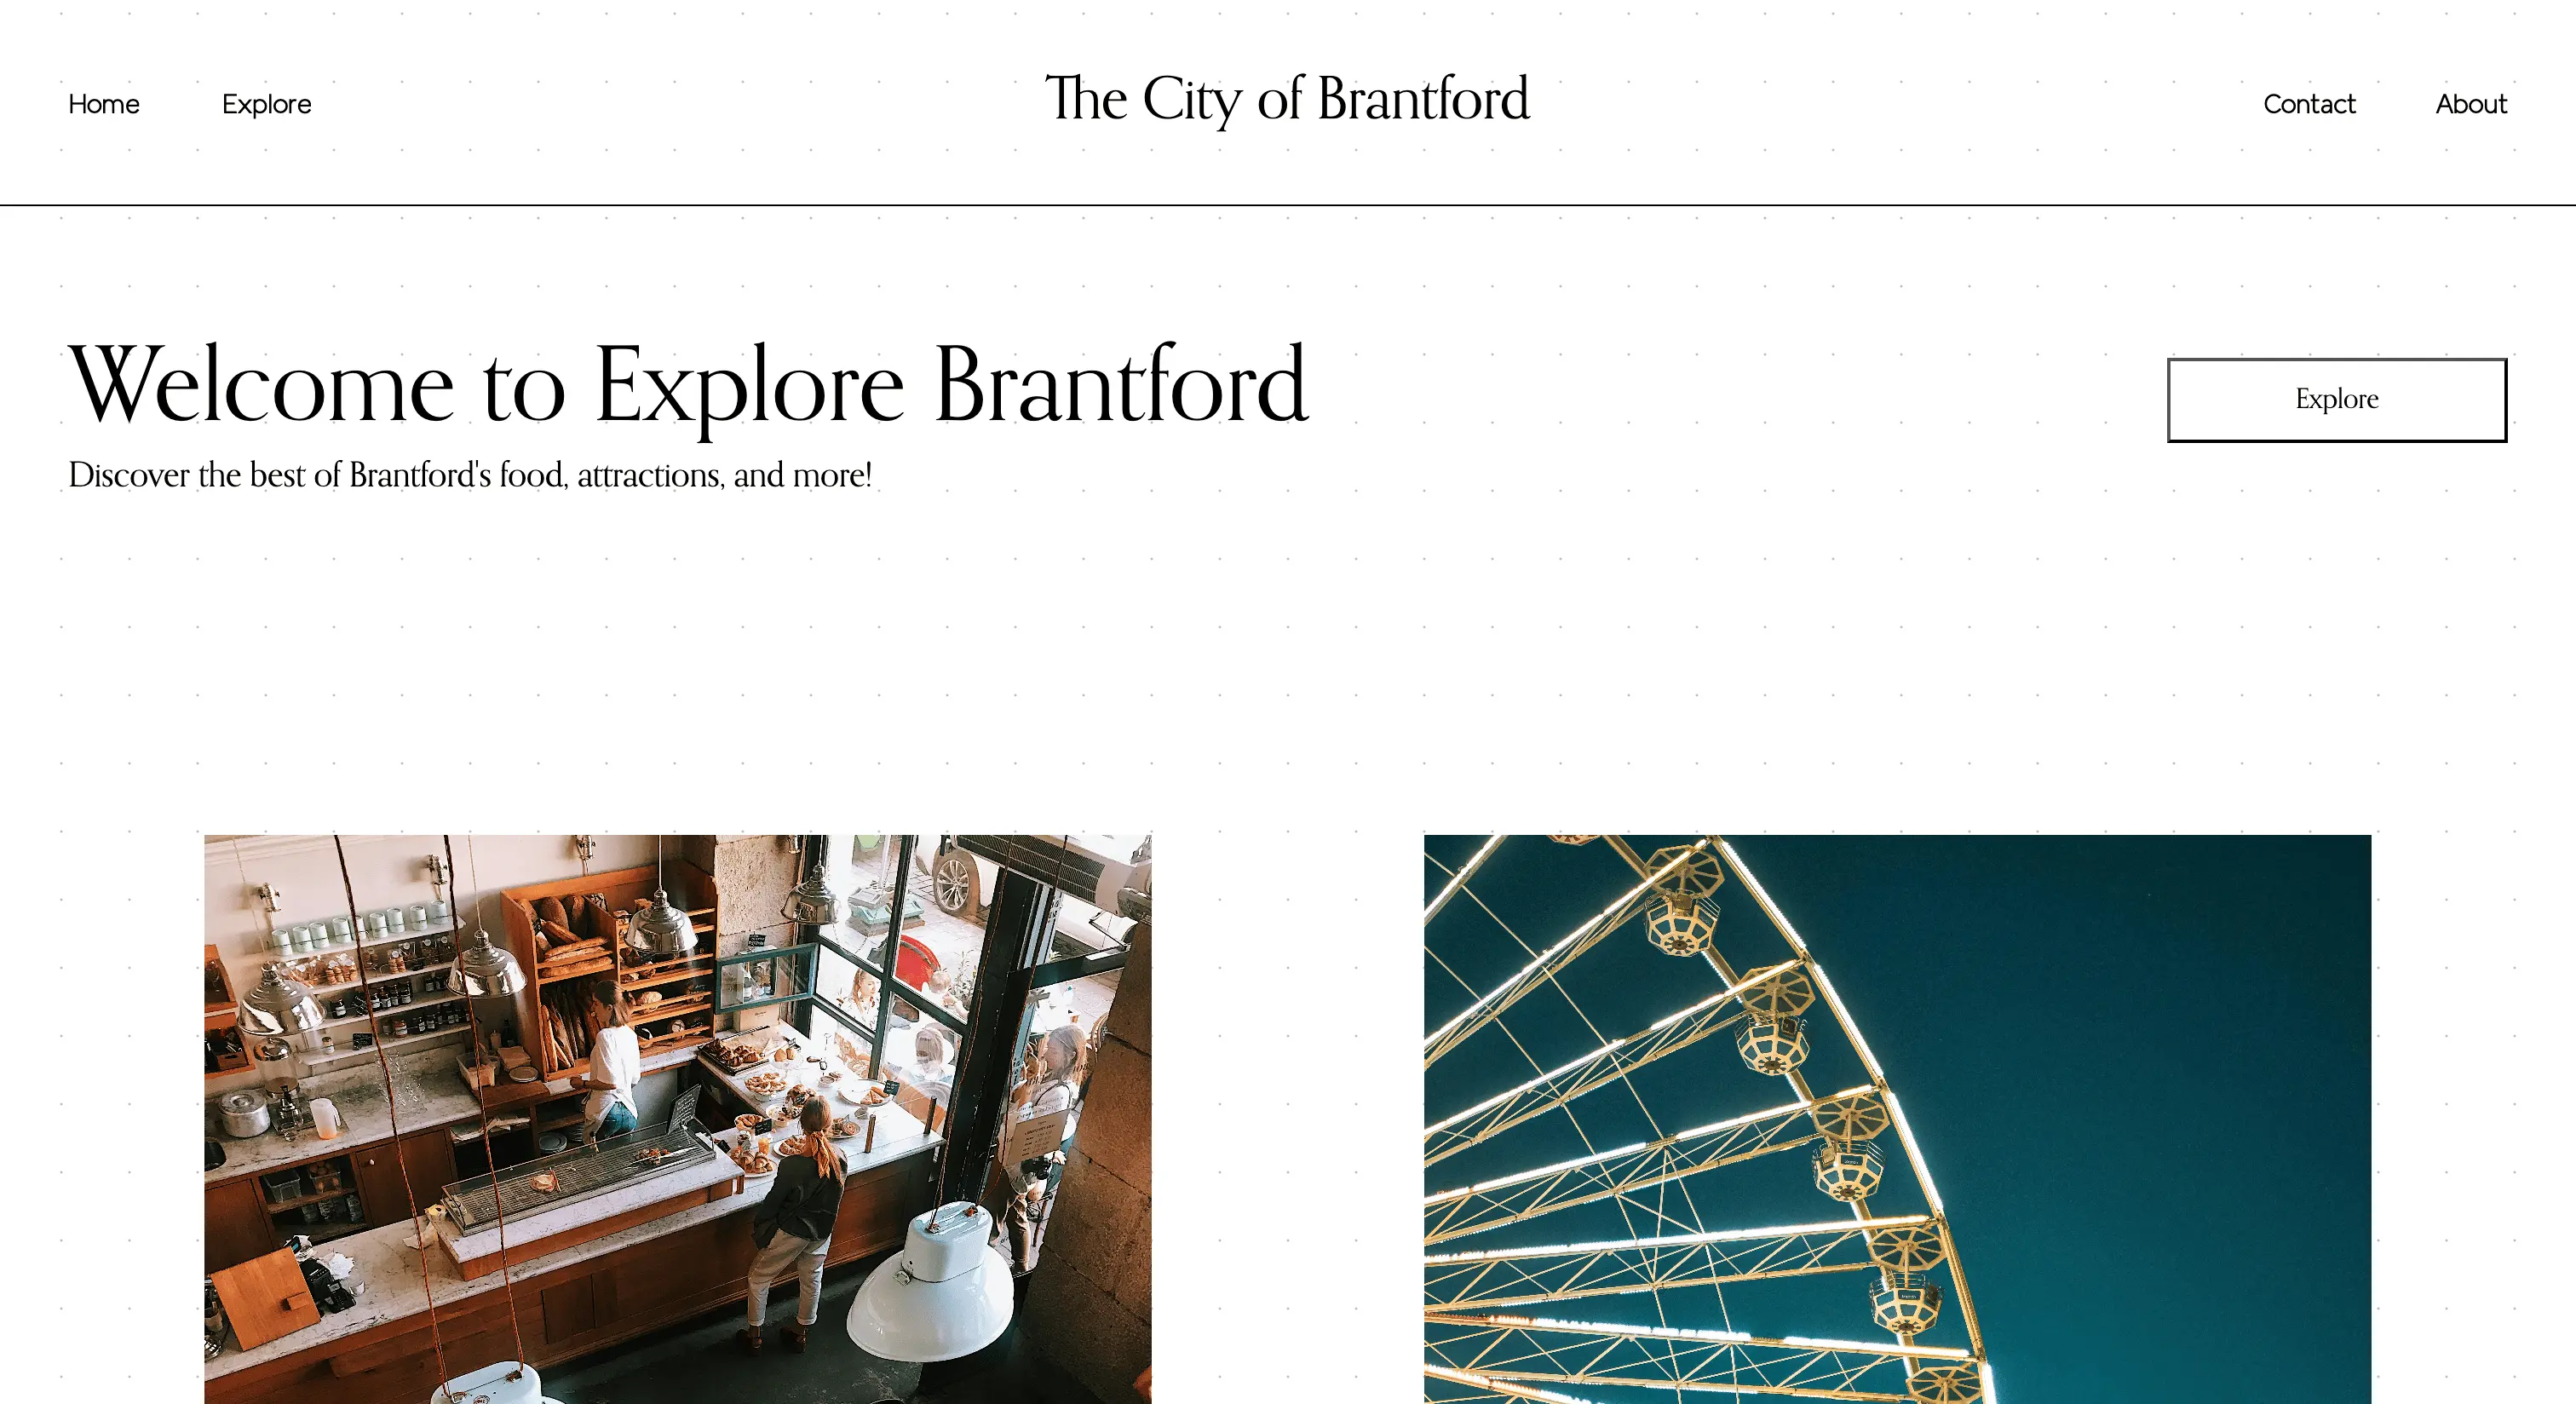 Home Explore The City of Brantford Contact About
Welcome to Explore Brantford
Explore
Discover the best of Brantford's food, attractions, and more!